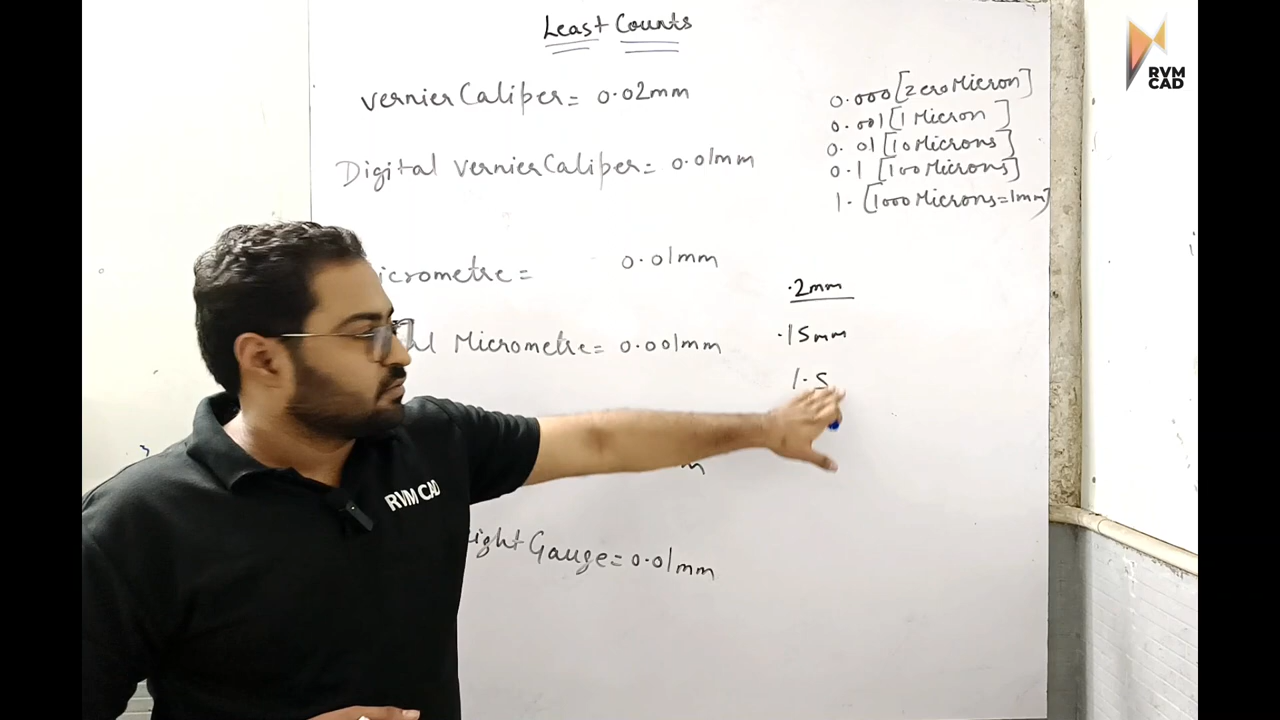 Least Counts
Vernier Caliper = 0.02mm
Digital Vernier Caliper = 0.01mm
icrometre = 0.01mm
al Micrometre = 0.001mm
m
eight Gauge = 0.01mm
0.000 [Zero Micron]
0.001 [1 Micron]
0.01 [10 Microns]
0.1 [100 Microns]
1. [1000 Microns = 1mm]
.2mm
.15mm
1.5
RVM CAD
RVM
CAD